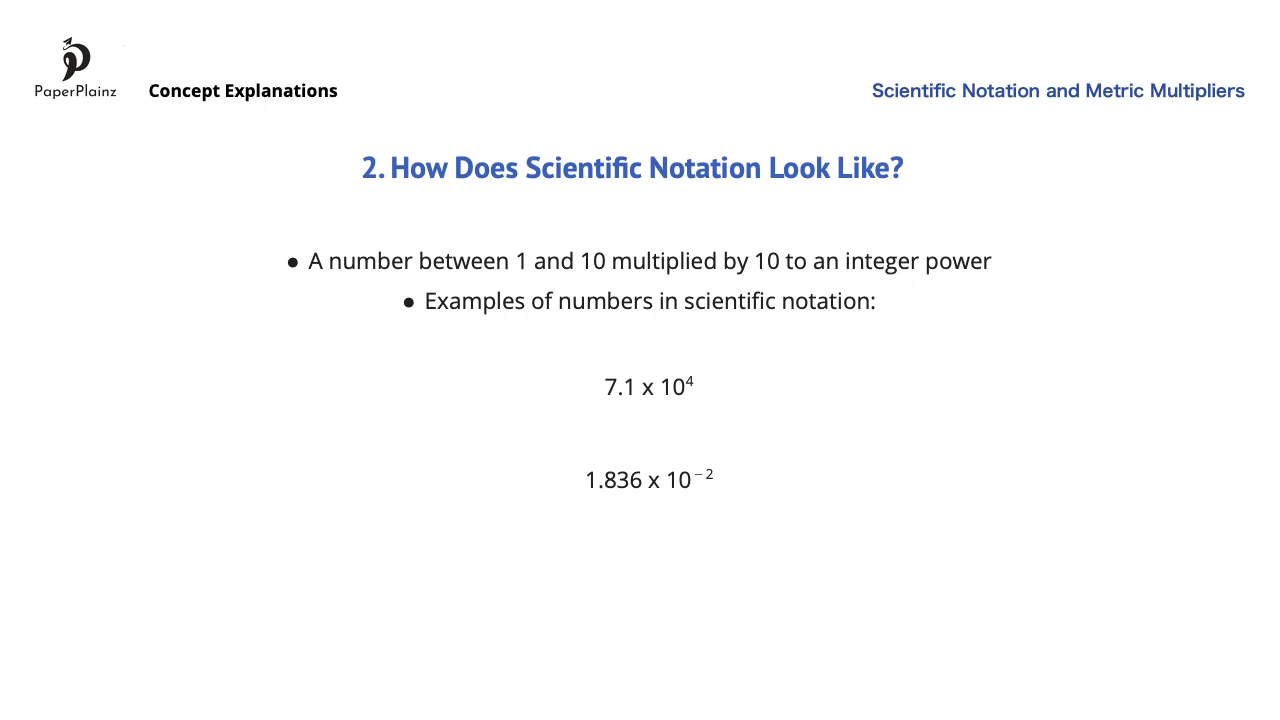 PaperPlainz
Concept Explanations
Scientific Notation and Metric Multipliers
2. How Does Scientific Notation Look Like?
● A number between 1 and 10 multiplied by 10 to an integer power
● Examples of numbers in scientific notation:
7.1 x 10⁴
1.836 x 10⁻²